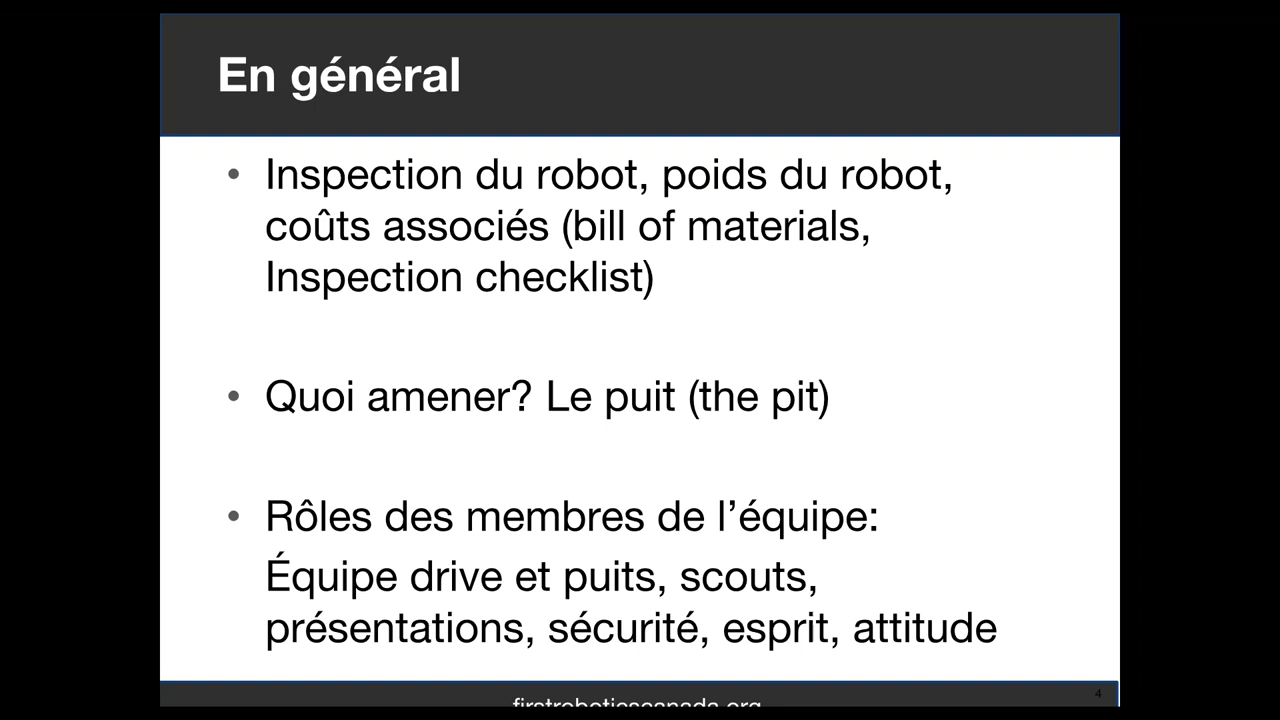 En général
• Inspection du robot, poids du robot,
coûts associés (bill of materials,
Inspection checklist)
• Quoi amener? Le puit (the pit)
• Rôles des membres de l’équipe:
Équipe drive et puits, scouts,
présentations, sécurité, esprit, attitude
firstroboticscanada.org
4